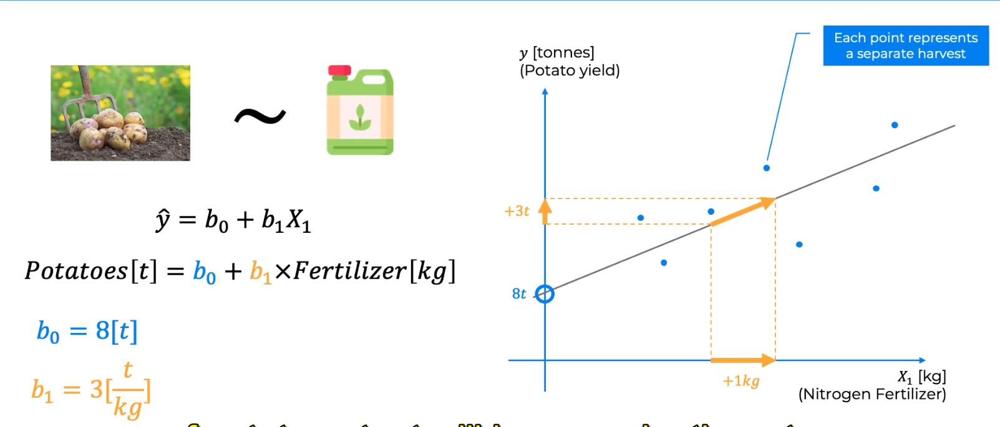 Each point represents
a separate harvest
y [tonnes]
(Potato yield)
~
ŷ = b₀ + b₁X₁
Potatoes[t] = b₀ + b₁×Fertilizer[kg]
b₀ = 8[t]
b₁ = 3[t/kg]
+3t
8t
+1kg
X₁ [kg]
(Nitrogen Fertilizer)